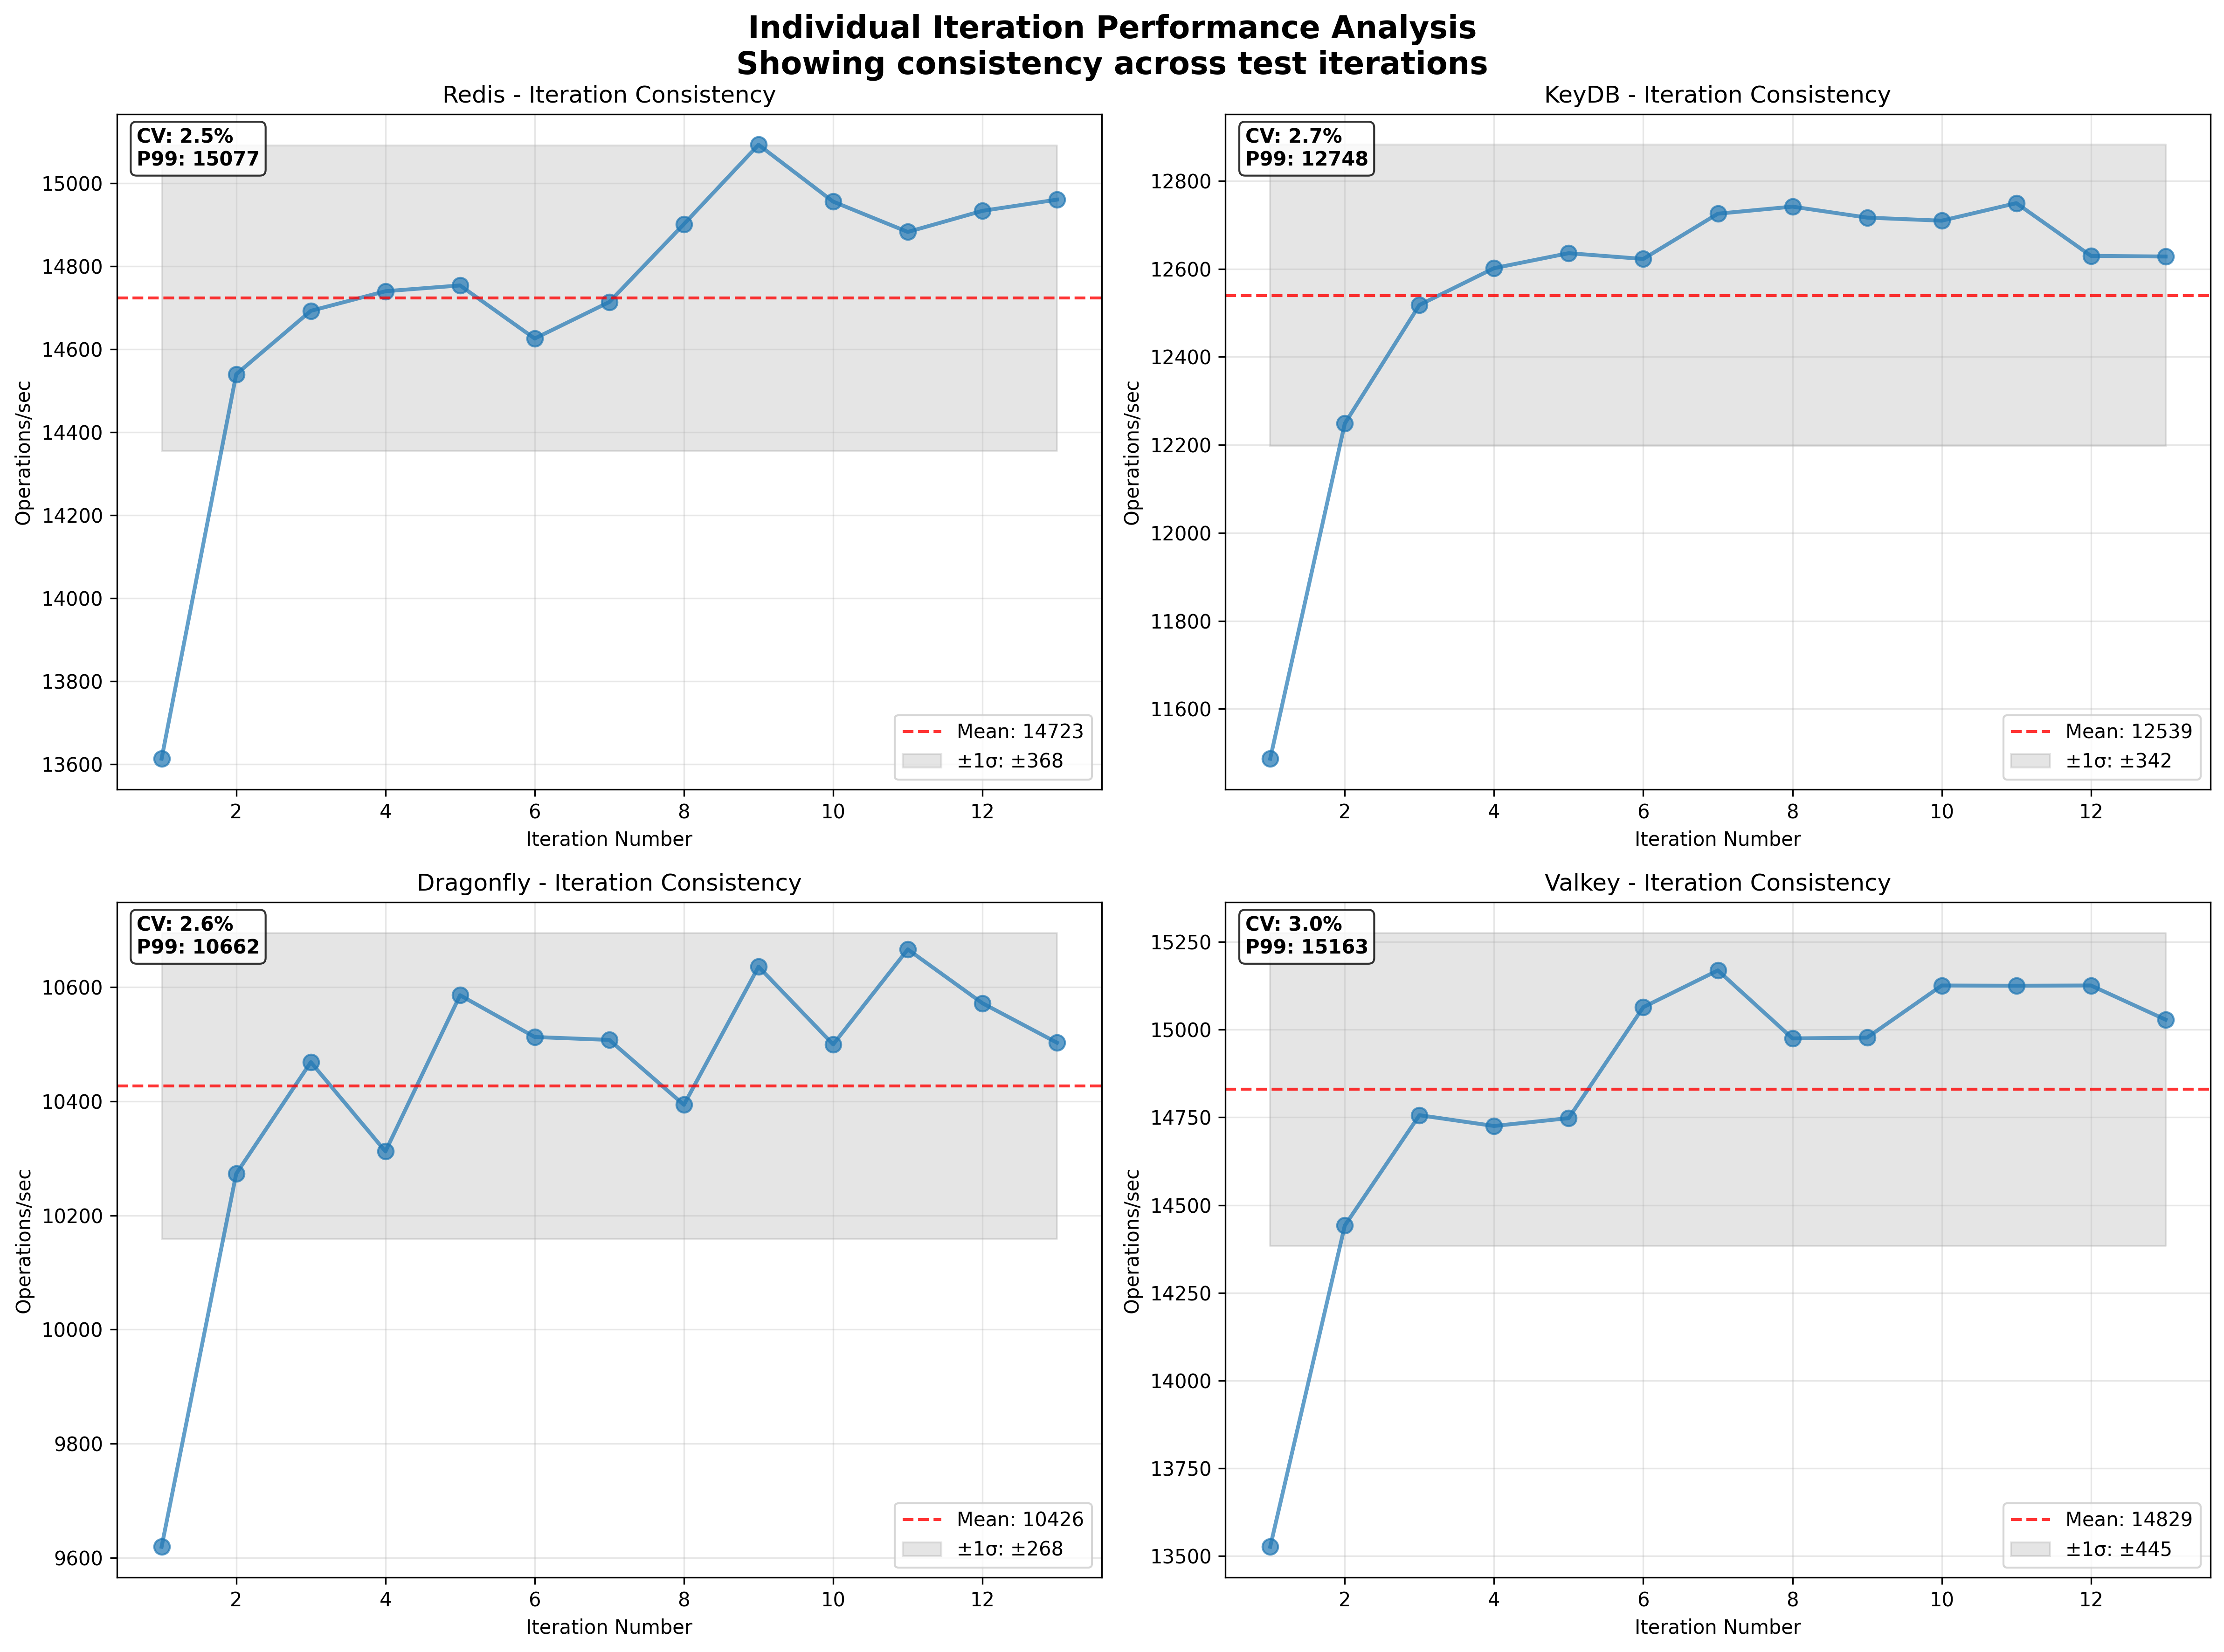 Individual Iteration Performance Analysis
Showing consistency across test iterations
Redis - Iteration Consistency
CV: 2.5%
P99: 15077
Operations/sec
15000
14800
14600
14400
14200
14000
13800
13600
Mean: 14723
±1σ: ±368
2 4 6 8 10 12
Iteration Number
KeyDB - Iteration Consistency
CV: 2.7%
P99: 12748
Operations/sec
12800
12600
12400
12200
12000
11800
11600
Mean: 12539
±1σ: ±342
2 4 6 8 10 12
Iteration Number
Dragonfly - Iteration Consistency
CV: 2.6%
P99: 10662
Operations/sec
10600
10400
10200
10000
9800
9600
Mean: 10426
±1σ: ±268
2 4 6 8 10 12
Iteration Number
Valkey - Iteration Consistency
CV: 3.0%
P99: 15163
Operations/sec
15250
15000
14750
14500
14250
14000
13750
13500
Mean: 14829
±1σ: ±445
2 4 6 8 10 12
Iteration Number